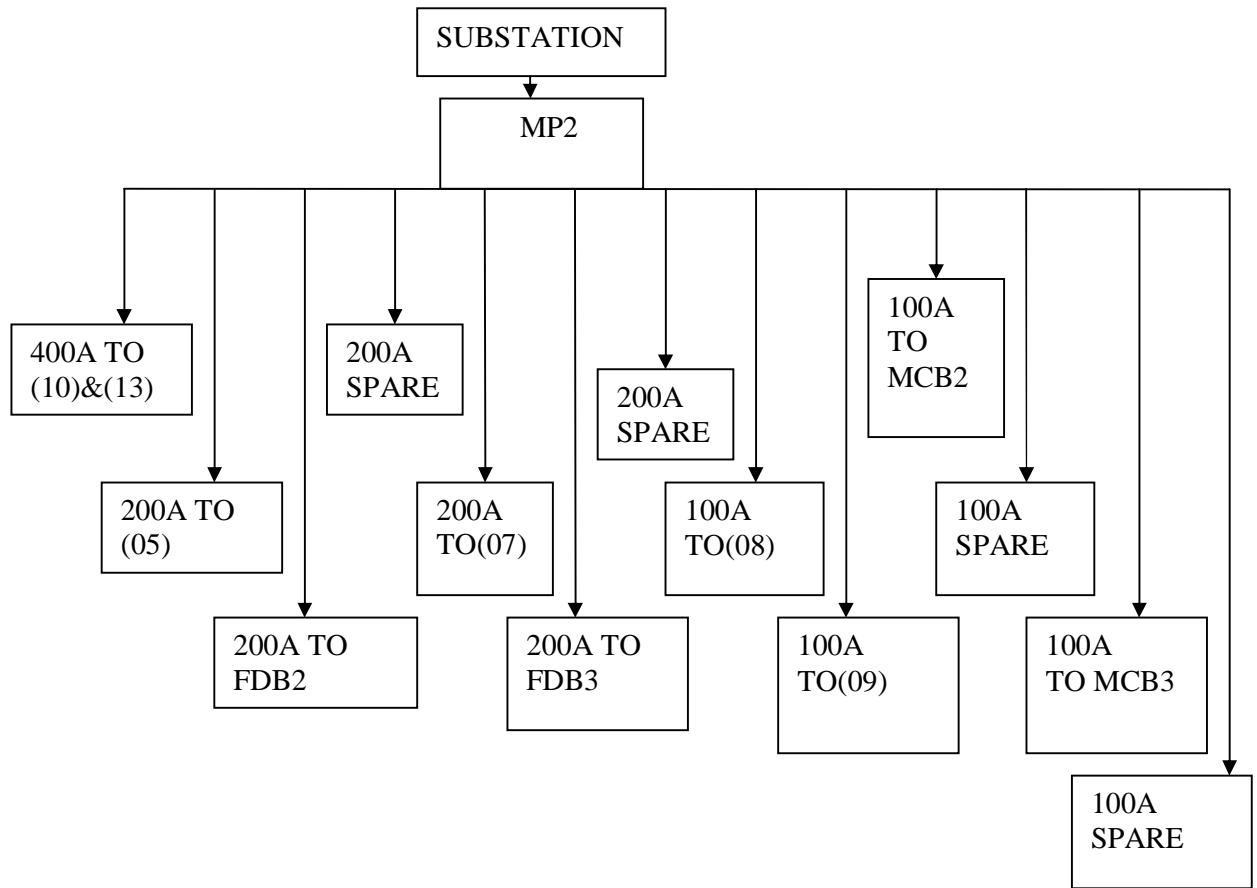 SUBSTATION
MP2
400A TO
(10)&(13)
200A TO
(05)
200A TO
FDB2
200A
SPARE
200A
TO(07)
200A TO
FDB3
200A
SPARE
100A
TO(08)
100A
TO(09)
100A
TO
MCB2
100A
SPARE
100A
TO MCB3
100A
SPARE